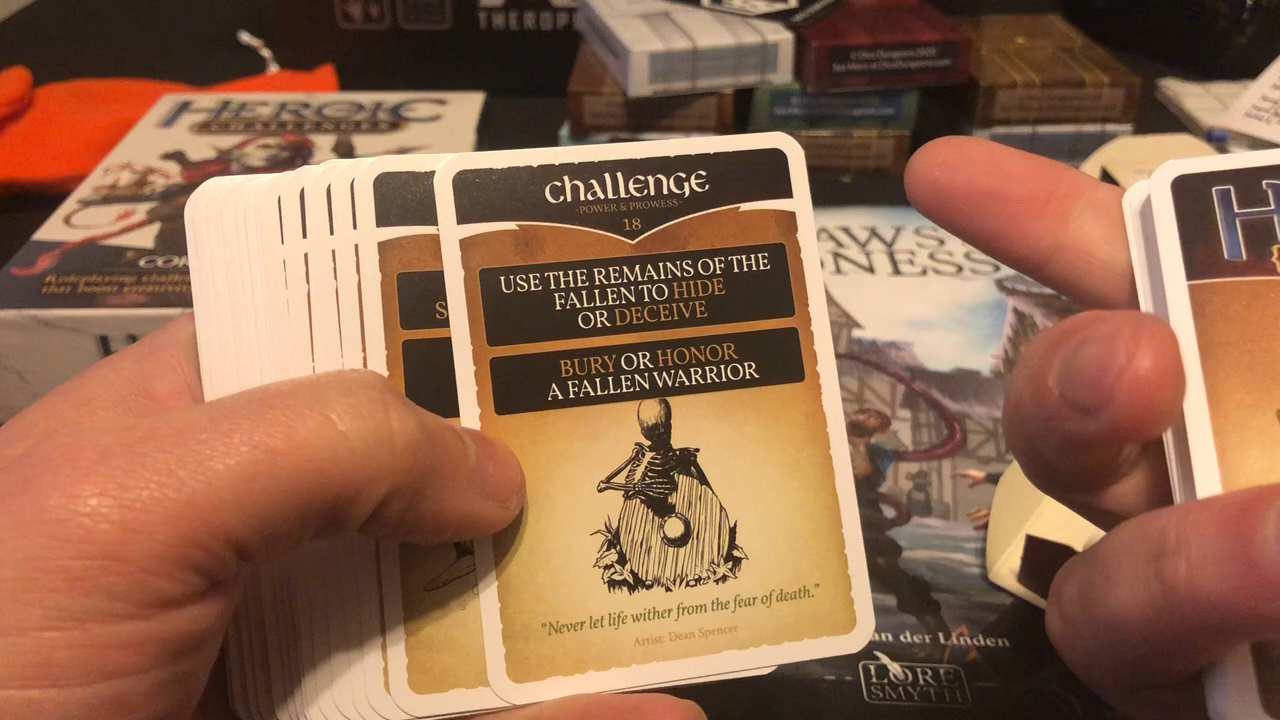 THEROP
HEROIC
CHALLENGES
challenge
-POWER & PROWESS-
18
USE THE REMAINS OF THE
FALLEN TO HIDE
OR DECEIVE
BURY OR HONOR
A FALLEN WARRIOR
"Never let life wither from the fear of death."
Artist: Dean Spencer
S
AWS
NESS
an der Linden
LORE
SMYTH
H